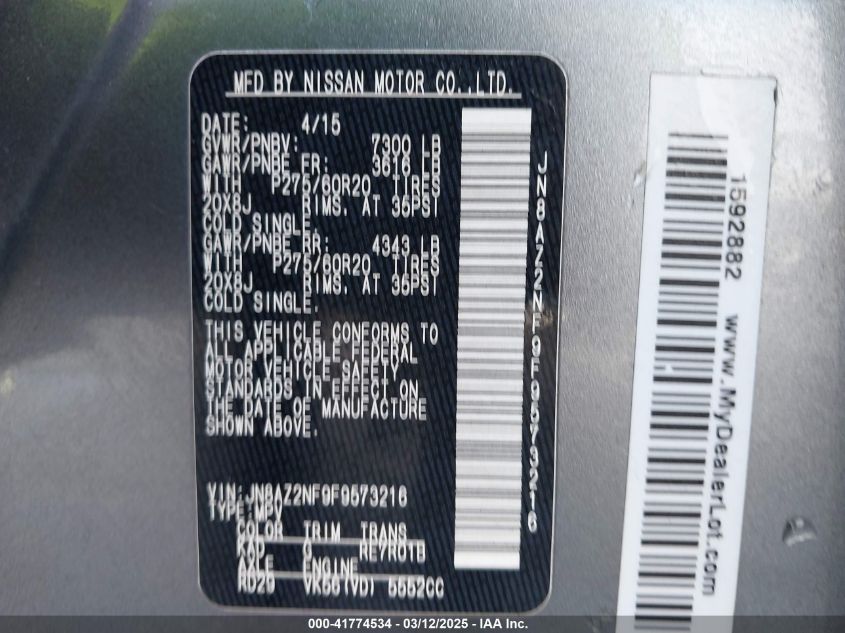 MFD BY NISSAN MOTOR CO.,LTD.
DATE: 4/15
GVWR/PNBV: 7300 LB
GAWR/PNBE FR: 3616 LB
WITH P275/60R20 TIRES
20X8J RIMS, AT 35PSI
COLD SINGLE.
GAWR/PNBE RR: 4343 LB
WITH P275/60R20 TIRES
20X8J RIMS, AT 35PSI
COLD SINGLE.
THIS VEHICLE CONFORMS TO
ALL APPLICABLE FEDERAL
MOTOR VEHICLE SAFETY
STANDARDS IN EFFECT ON
THE DATE OF MANUFACTURE
SHOWN ABOVE.
VIN:JN8AZ2NF9F9573216
TYPE:MPV
COLOR TRIM TRANS
KAD G RE7R01B
AXLE ENGINE
RD29 VK56(VD) 5552CC
JN8AZ2NF9F9573216
1592882 www.MyDealerLot.com
000-41774534 - 03/12/2025 - IAA Inc.